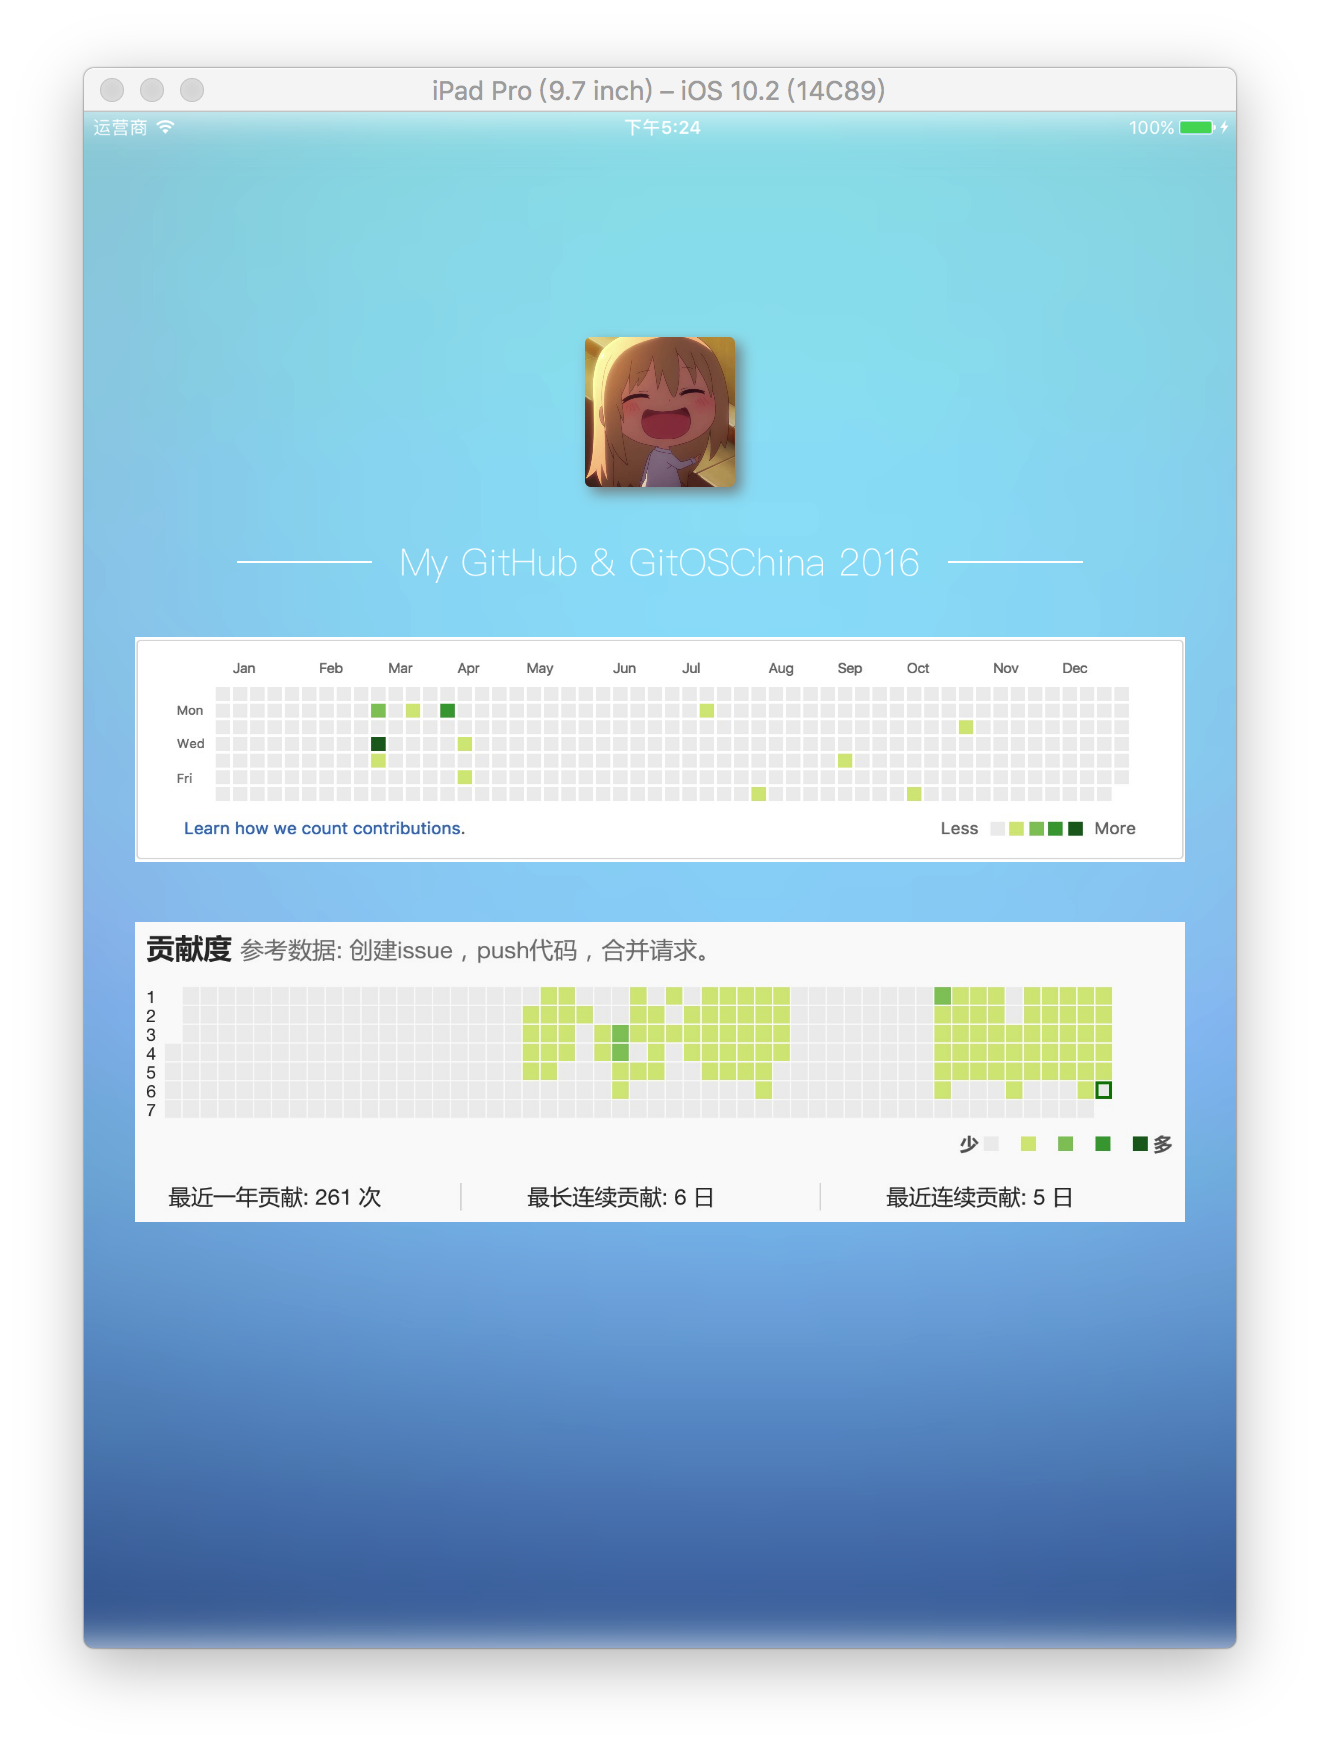 iPad Pro (9.7 inch) – iOS 10.2 (14C89)
运营商 下午5:24 100%
My GitHub & GitOSChina 2016
Jan Feb Mar Apr May Jun Jul Aug Sep Oct Nov Dec
Mon
Wed
Fri
Learn how we count contributions. Less More
贡献度 参考数据: 创建issue，push代码，合并请求。
1
2
3
4
5
6
7
少 多
最近一年贡献: 261 次 最长连续贡献: 6 日 最近连续贡献: 5 日